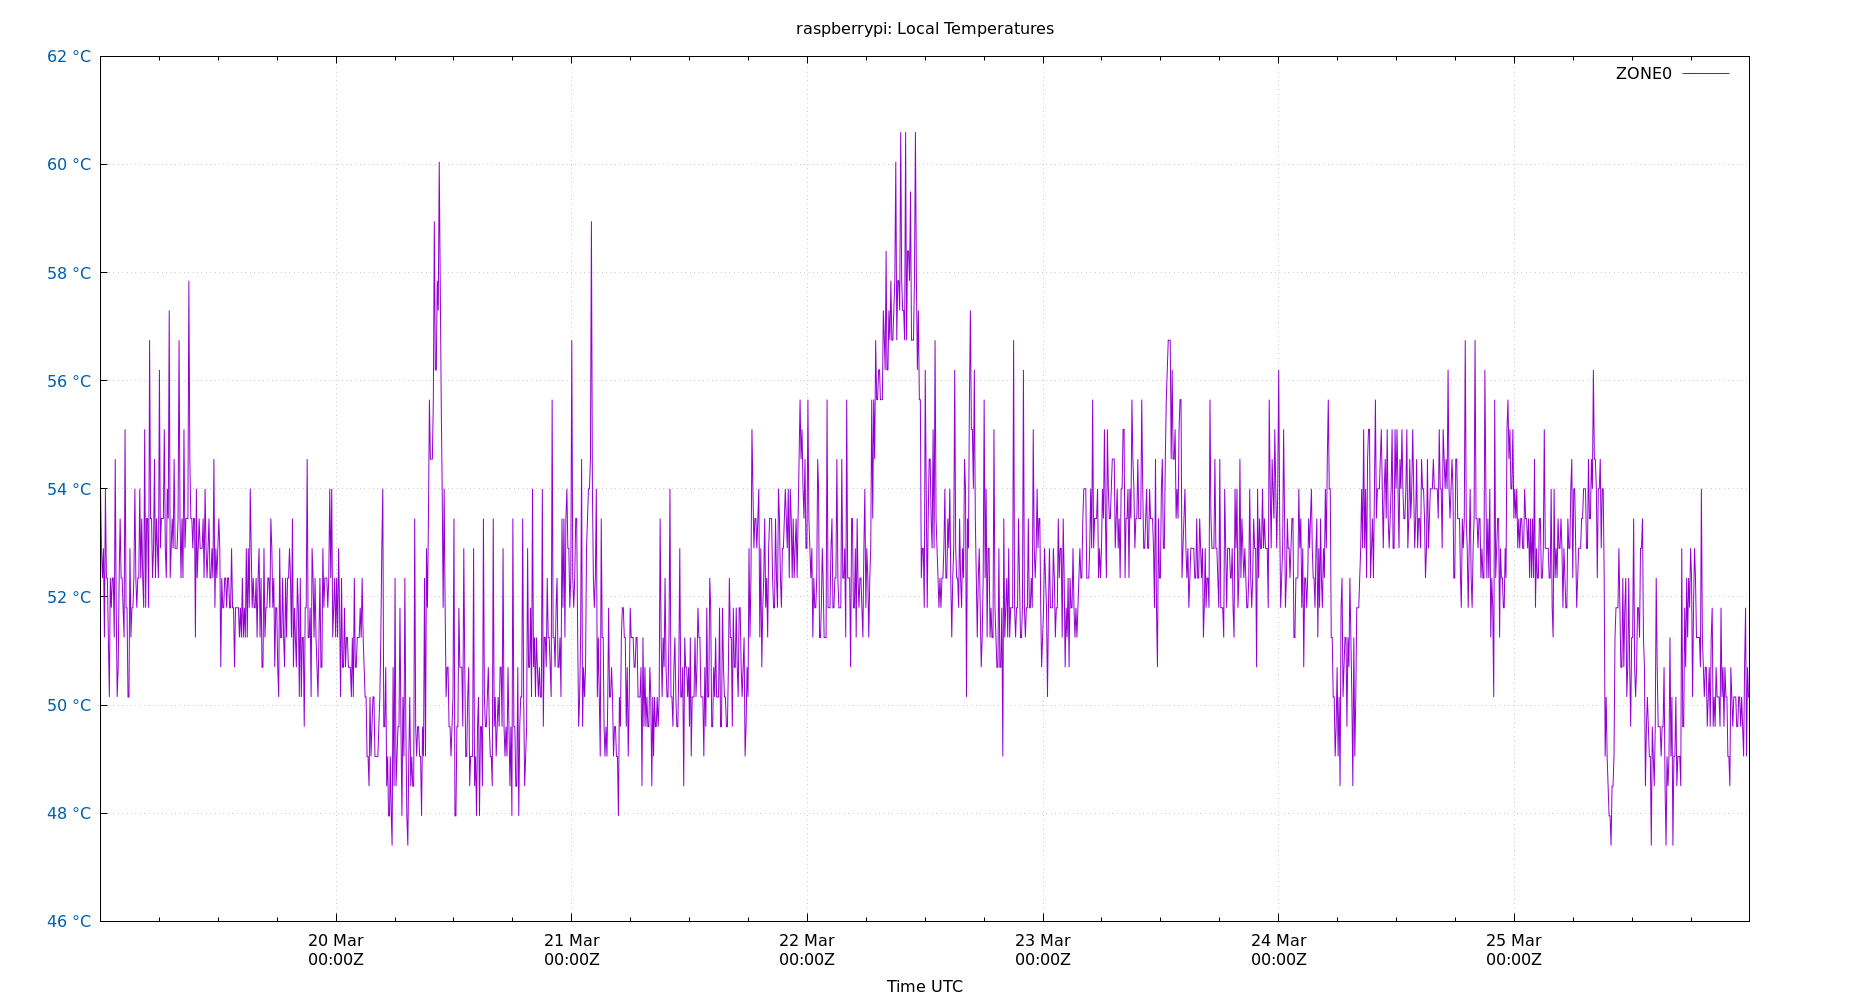 raspberrypi: Local Temperatures
62 °C
ZONE0
60 °C
58 °C
56 °C
54 °C
52 °C
50 °C
48 °C
46 °C
20 Mar
00:00Z
21 Mar
00:00Z
22 Mar
00:00Z
23 Mar
00:00Z
24 Mar
00:00Z
25 Mar
00:00Z
Time UTC